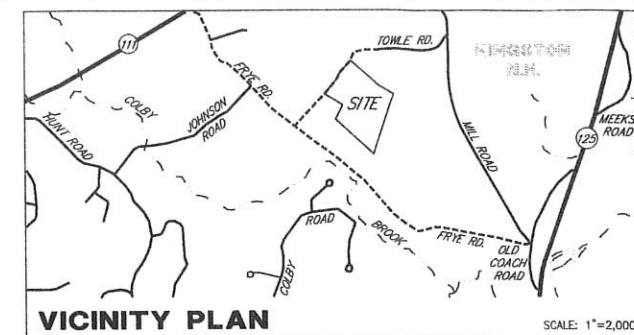 111
TOWLE RD.
KINGSTON
N.H.
COLBY
FRYE RD.
SITE
HUNT ROAD
JOHNSON
ROAD
MILL ROAD
125
MEEKS
ROAD
COLBY
ROAD
BROOK
FRYE RD.
OLD
COACH
ROAD
VICINITY PLAN
SCALE: 1"=2,000